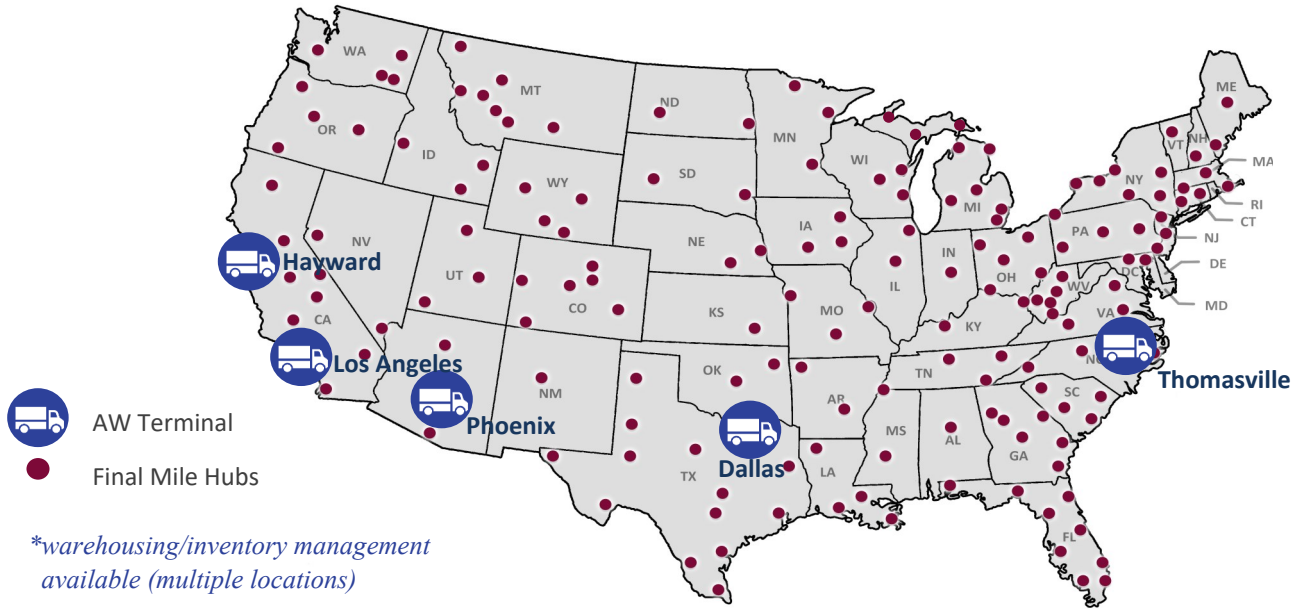 WA
MT
ND
MN
ME
OR
ID
WY
SD
WI
MI
VT
NH
NY
MA
RI
CT
NV
UT
CO
NE
IA
IL
IN
OH
PA
NJ
DE
MD
DC
WV
VA
Hayward
CA
KS
MO
KY
Los Angeles
Phoenix
NM
OK
AR
TN
NC
Thomasville
SC
TX
Dallas
LA
MS
AL
GA
FL
AW Terminal
Final Mile Hubs
*warehousing/inventory management
available (multiple locations)